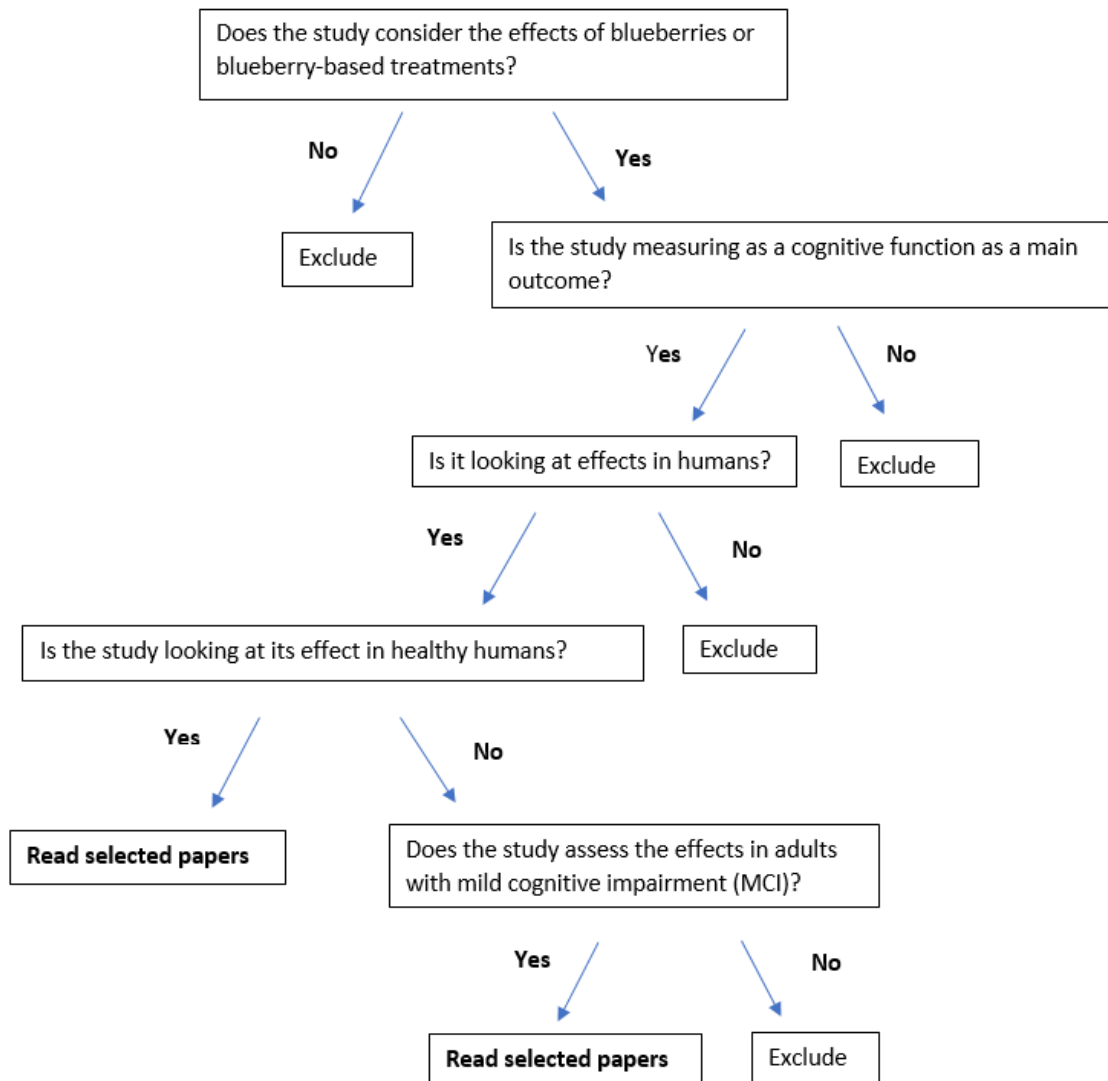 Does the study consider the effects of blueberries or
blueberry-based treatments?
No
Yes
Exclude
Is the study measuring as a cognitive function as a main
outcome?
Yes
No
Is it looking at effects in humans?
Exclude
Yes
No
Is the study looking at its effect in healthy humans?
Exclude
Yes
No
Read selected papers
Does the study assess the effects in adults
with mild cognitive impairment (MCI)?
Yes
No
Read selected papers
Exclude